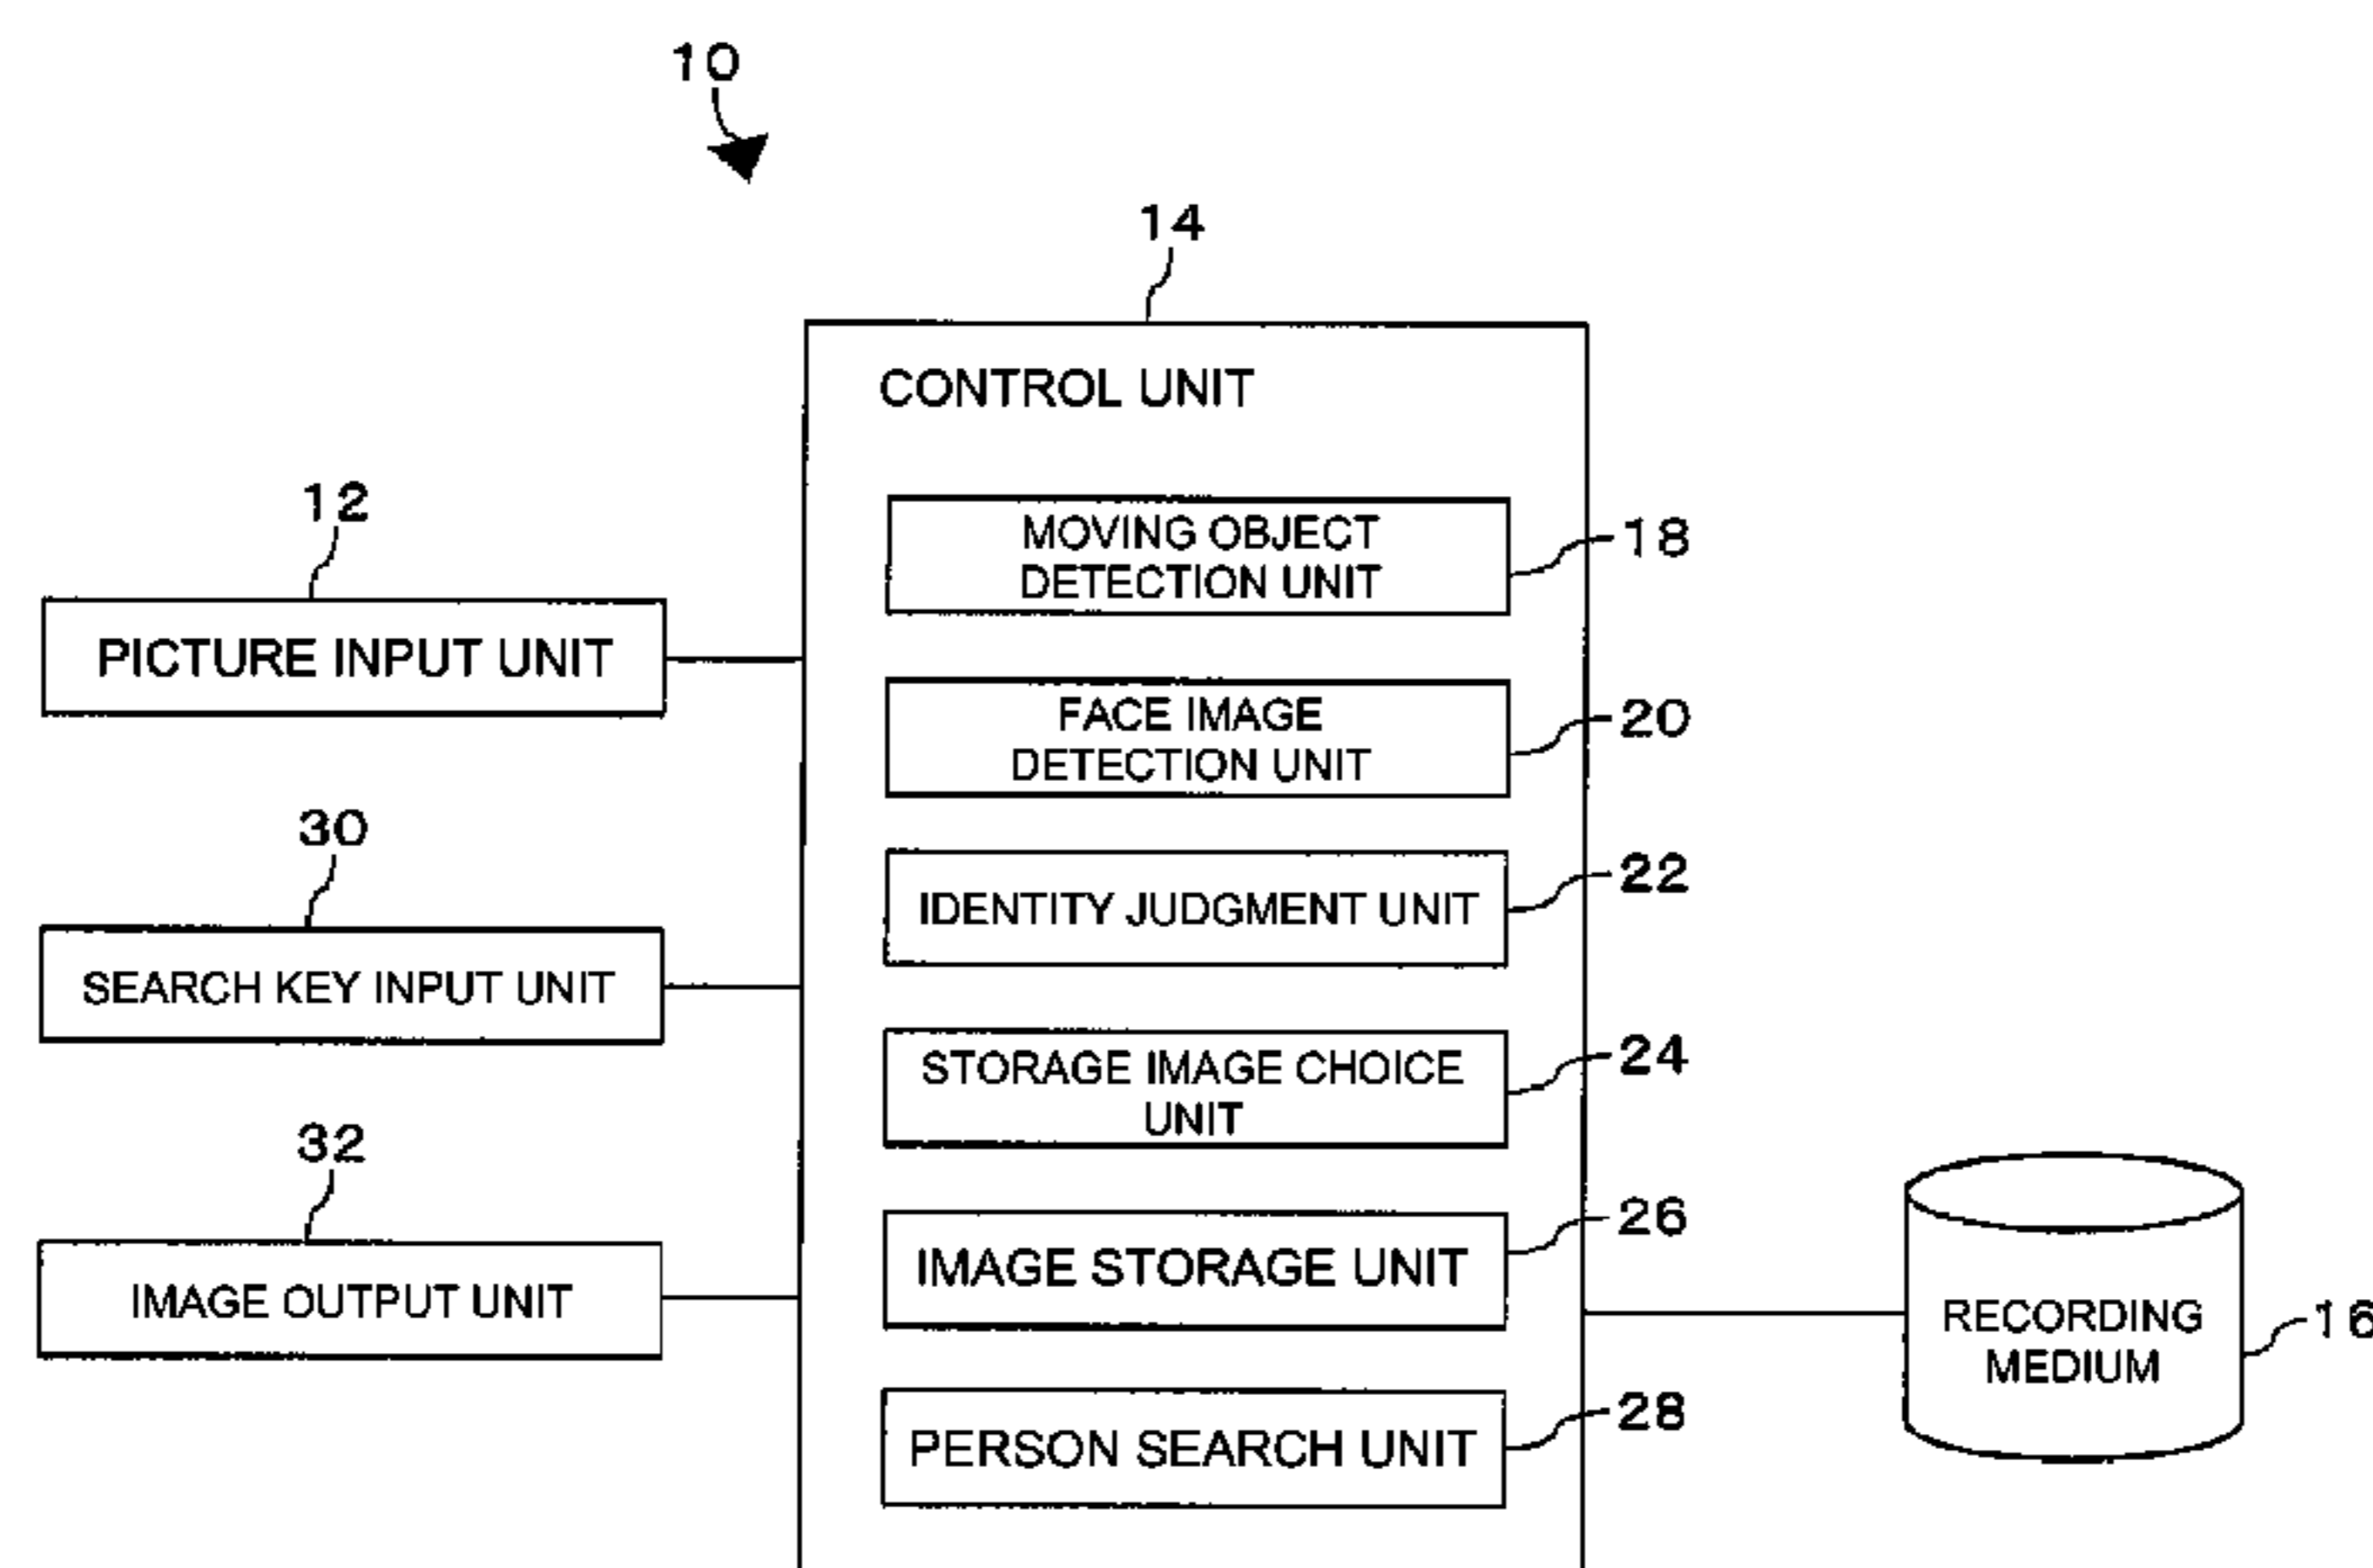 10
14
CONTROL UNIT
12
PICTURE INPUT UNIT
30
SEARCH KEY INPUT UNIT
32
IMAGE OUTPUT UNIT
MOVING OBJECT
DETECTION UNIT
18
FACE IMAGE
DETECTION UNIT
20
IDENTITY JUDGMENT UNIT
22
STORAGE IMAGE CHOICE
UNIT
24
IMAGE STORAGE UNIT
26
PERSON SEARCH UNIT
28
RECORDING
MEDIUM
16